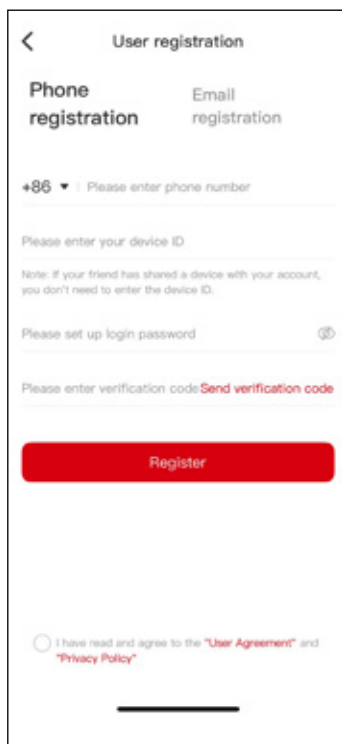 User registration
Phone
registration
Email
registration
+86 Please enter phone number
Please enter your device ID
Note: If your friend has shared a device with your account,
you don't need to enter the device ID.
Please set up login password
Please enter verification code Send verification code
Register
I have read and agree to the "User Agreement" and
"Privacy Policy"